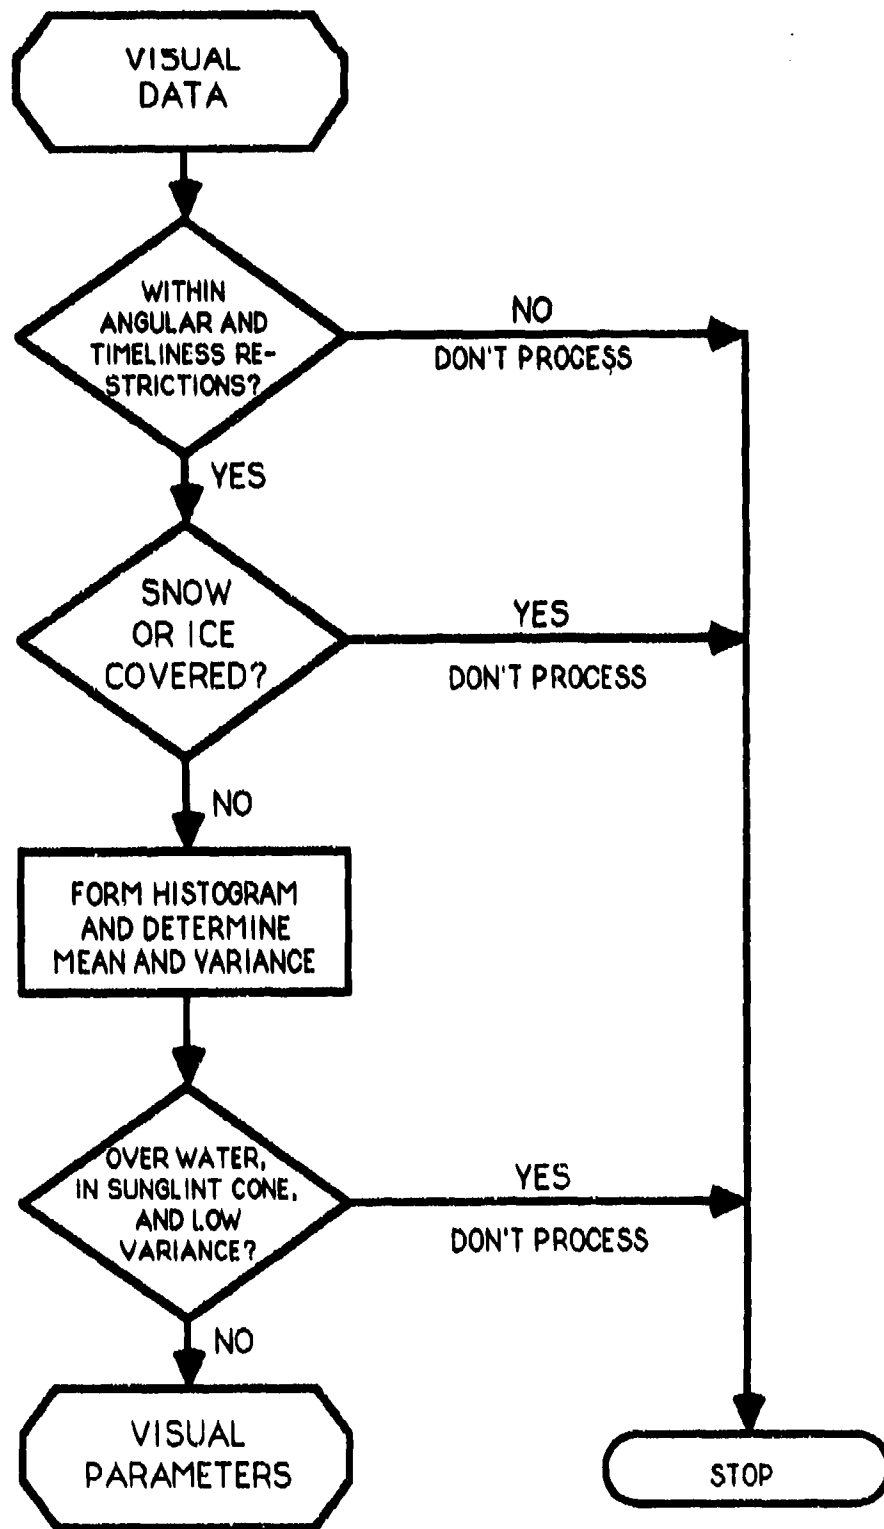 VISUAL
DATA
WITHIN
ANGULAR AND
TIMELINESS RE-
STRICTIONS?
NO
DON'T PROCESS
YES
SNOW
OR ICE
COVERED?
YES
DON'T PROCESS
NO
FORM HISTOGRAM
AND DETERMINE
MEAN AND VARIANCE
OVER WATER,
IN SUNGLINT CONE,
AND LOW
VARIANCE?
YES
DON'T PROCESS
NO
VISUAL
PARAMETERS
STOP